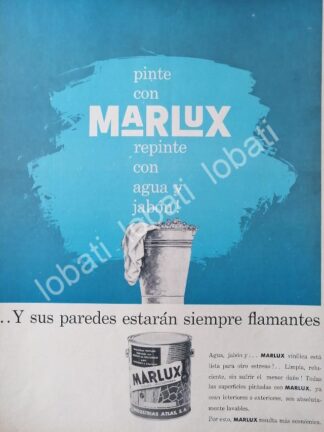 pinte
con
MARLUX
repinte
con
agua y
jabón!
lobati lobati lobati
...Y sus paredes estarán siempre flamantes
MARLUX
INDUSTRIAS ATLAS, S.A.
Agua, jabón y... MARLUX vinílica está
lista para otro estreno!.. Limpia, relu-
ciente, sin sufrir el menor daño! Todas
las superficies pintadas con MARLUX, ya
sean interiores o exteriores, son absoluta-
mente lavables.
Por esto, MARLUX resulta más económica.